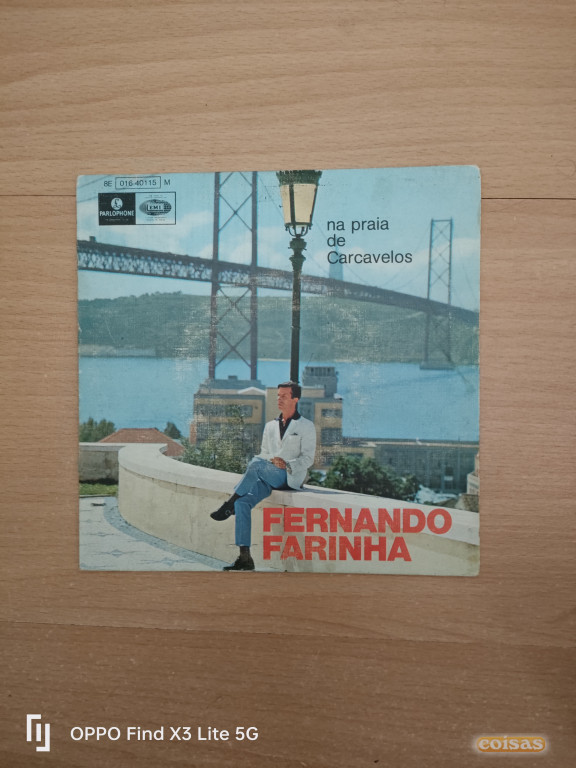 8E 016-40115 M
PARLOPHONE
EMI
na praia
de
Carcavelos
FERNANDO
FARINHA
OPPO Find X3 Lite 5G
coisas